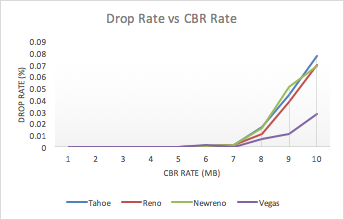 Drop Rate vs CBR Rate
DROP RATE (%)
0.09
0.08
0.07
0.06
0.05
0.04
0.03
0.02
0.01
0
1 2 3 4 5 6 7 8 9 10
CBR RATE (MB)
Tahoe Reno Newreno Vegas